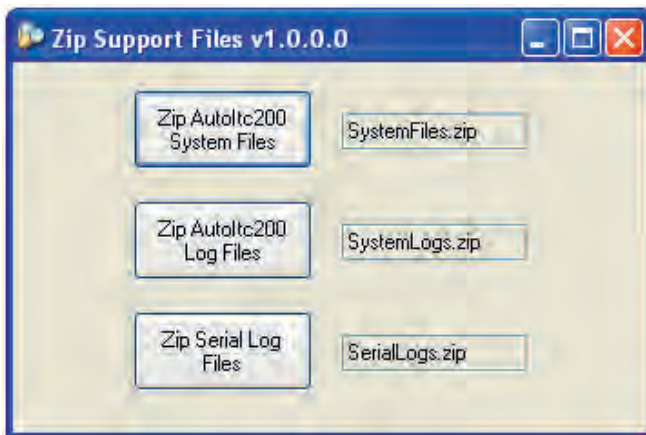 Zip Support Files v1.0.0.0
Zip AutoItc200
System Files
SystemFiles.zip
Zip AutoItc200
Log Files
SystemLogs.zip
Zip Serial Log
Files
SerialLogs.zip